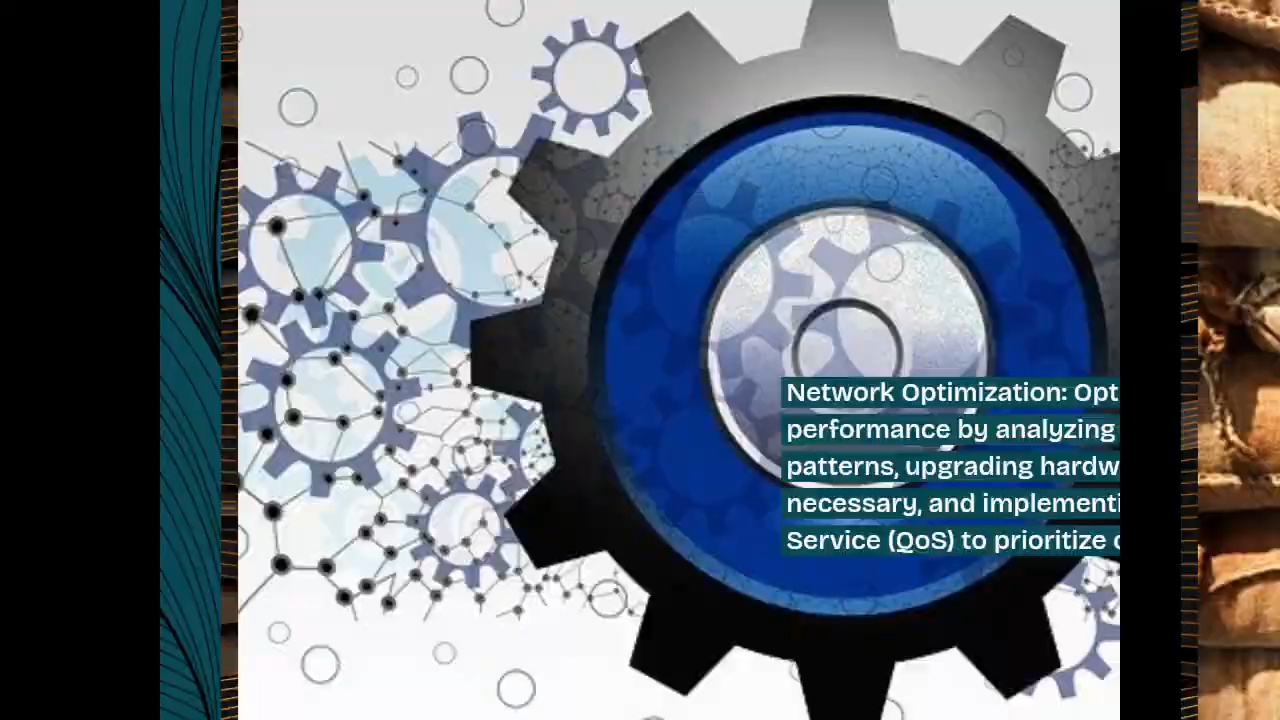 Network Optimization: Opt
performance by analyzing
patterns, upgrading hardw
necessary, and implementi
Service (QoS) to prioritize